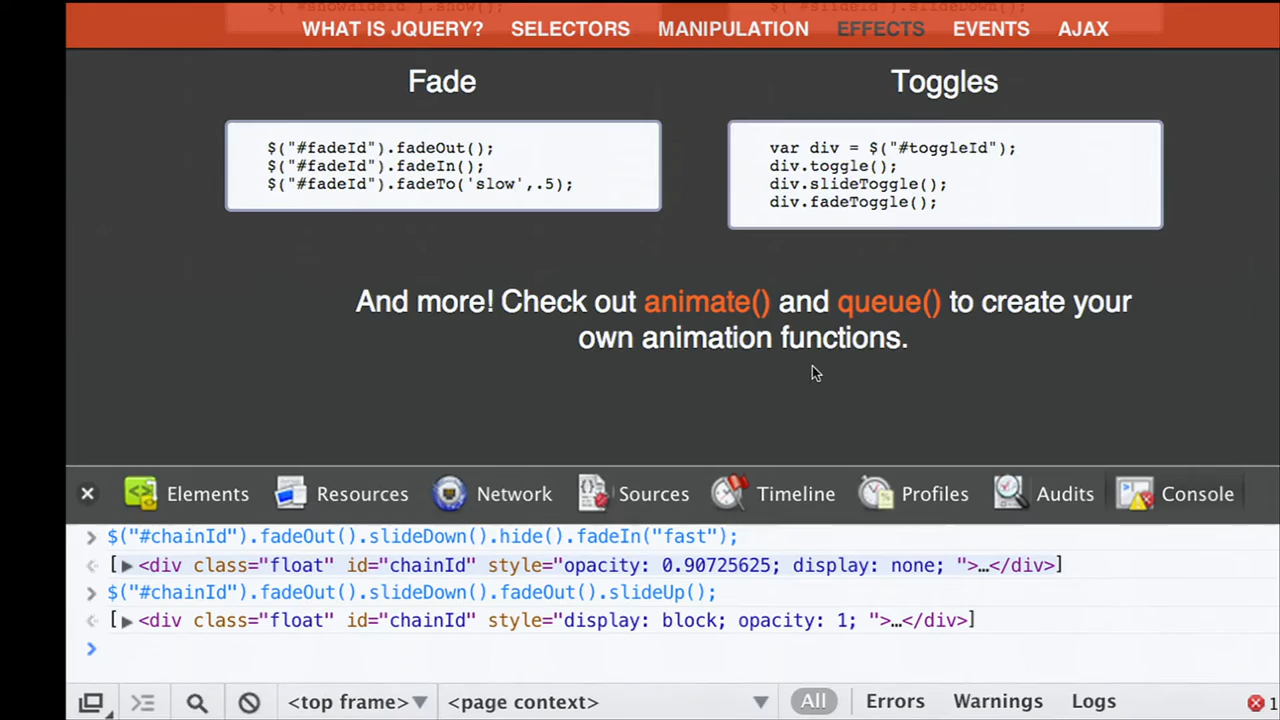 $("#showhideId").show();
$("#slideId").slideDown();
WHAT IS JQUERY? SELECTORS MANIPULATION EFFECTS EVENTS AJAX
Fade
$("#fadeId").fadeOut();
$("#fadeId").fadeIn();
$("#fadeId").fadeTo('slow',.5);
Toggles
var div = $("#toggleId");
div.toggle();
div.slideToggle();
div.fadeToggle();
And more! Check out animate() and queue() to create your
own animation functions.
Elements Resources Network Sources Timeline Profiles Audits Console
$("#chainId").fadeOut().slideDown().hide().fadeIn("fast");
[<div class="float" id="chainId" style="opacity: 0.90725625; display: none; ">…</div>]
$("#chainId").fadeOut().slideDown().fadeOut().slideUp();
[<div class="float" id="chainId" style="display: block; opacity: 1; ">…</div>]
<top frame> <page context> All Errors Warnings Logs 1